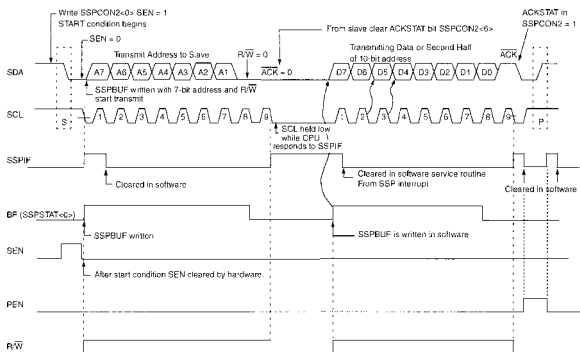 Write SSPCON2<0> SEN = 1
START condition begins
SEN = 0
Transmit Address to Slave
R/W = 0
From slave clear ACKSTAT bit SSPCON2<6>
Transmitting Data or Second Half
of 10-bit address
ACKSTAT in
SSPCON2 = 1
ACK
SDA
A7 A6 A5 A4 A3 A2 A1
ACK = 0
D7 D6 D5 D4 D3 D2 D1 D0
SSPBUF written with 7-bit address and R/W
start transmit
SCL
S
1 2 3 4 5 6 7 8 9
1 2 3 4 5 6 7 8 9
P
SCL held low
while CPU
responds to SSPIF
SSPIF
Cleared in software
Cleared in software service routine
From SSP interrupt
Cleared in software
BF (SSPSTAT<0>)
SSPBUF written
SSPBUF is written in software
SEN
After start condition SEN cleared by hardware.
PEN
R/W